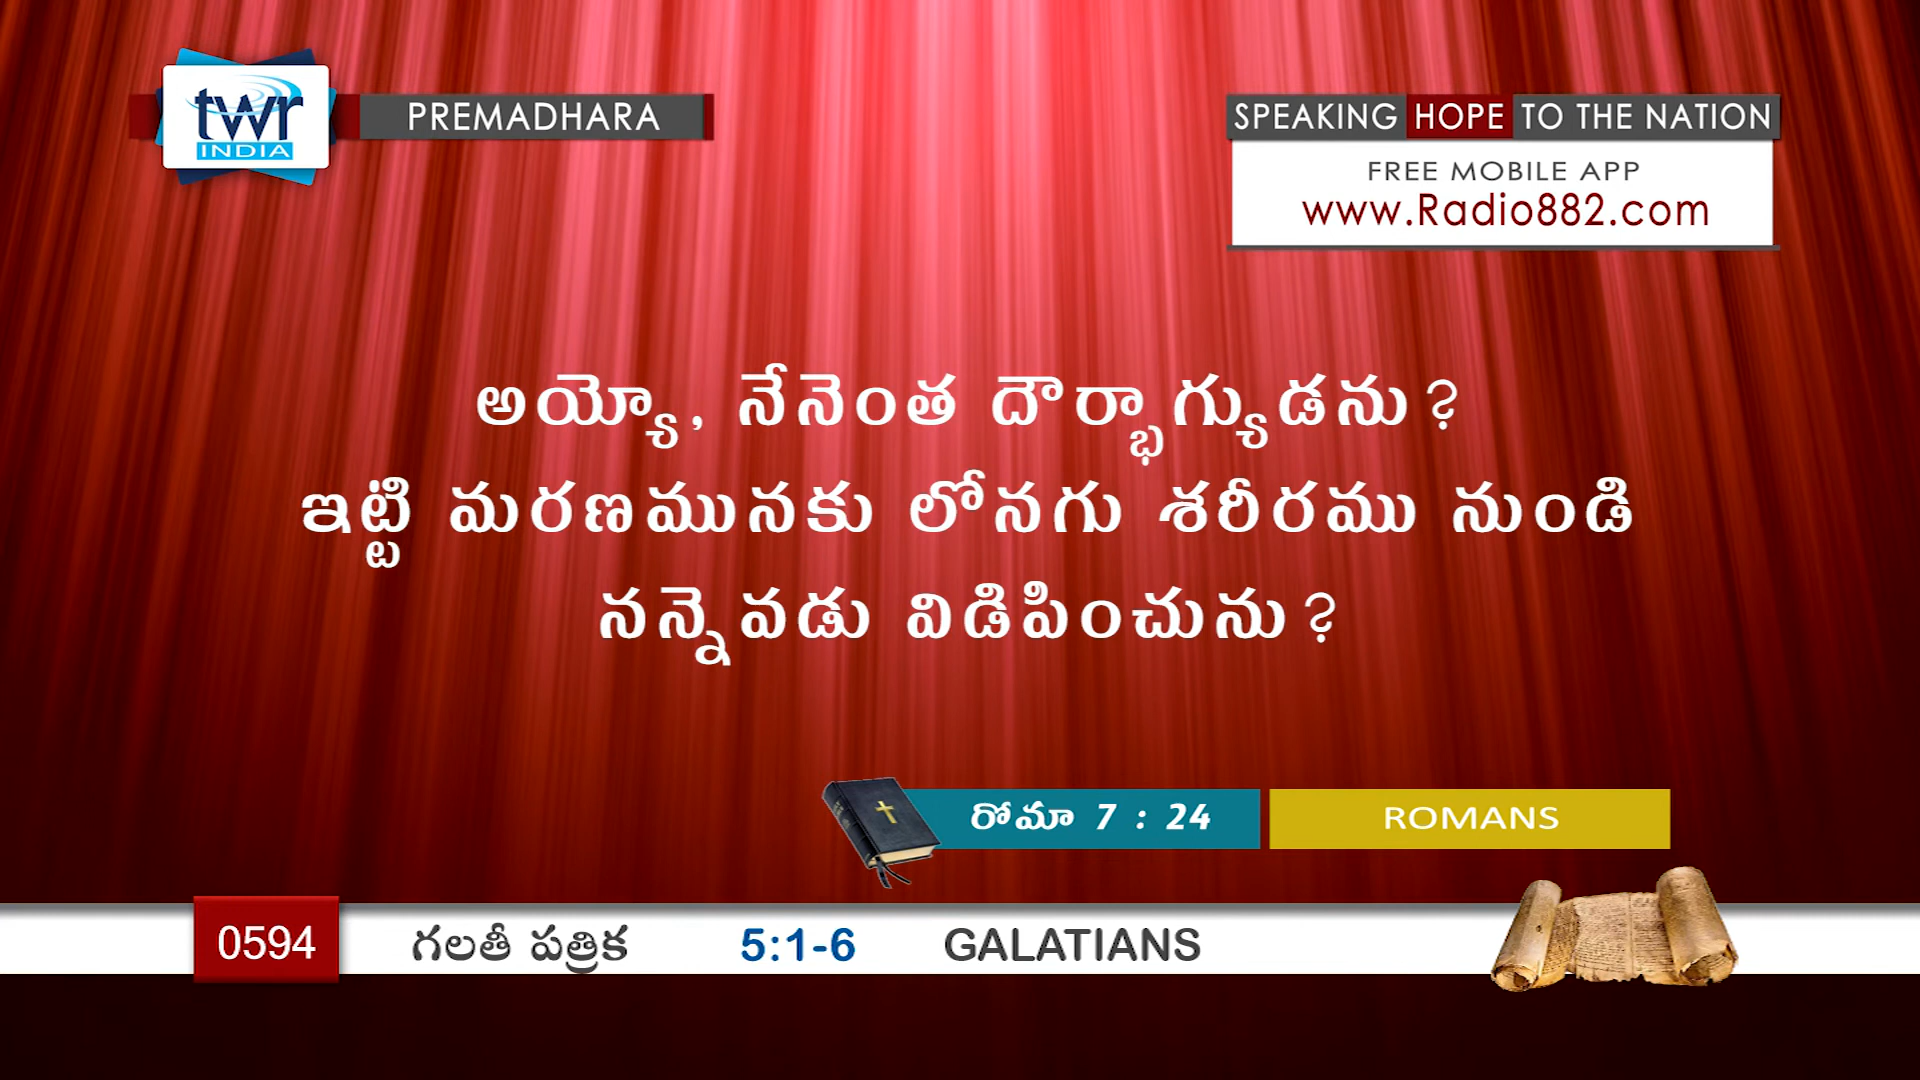 twr
INDIA
PREMADHARA
SPEAKING HOPE TO THE NATION
FREE MOBILE APP
www.Radio882.com
అయ్యో, నేనెంత దౌర్భాగ్యుడను?
ఇట్టి మరణమునకు లోనగు శరీరము నుండి
నన్నెవడు విడిపించును?
రోమా 7 : 24
ROMANS
0594
గలతీ పత్రిక 5:1-6 GALATIANS